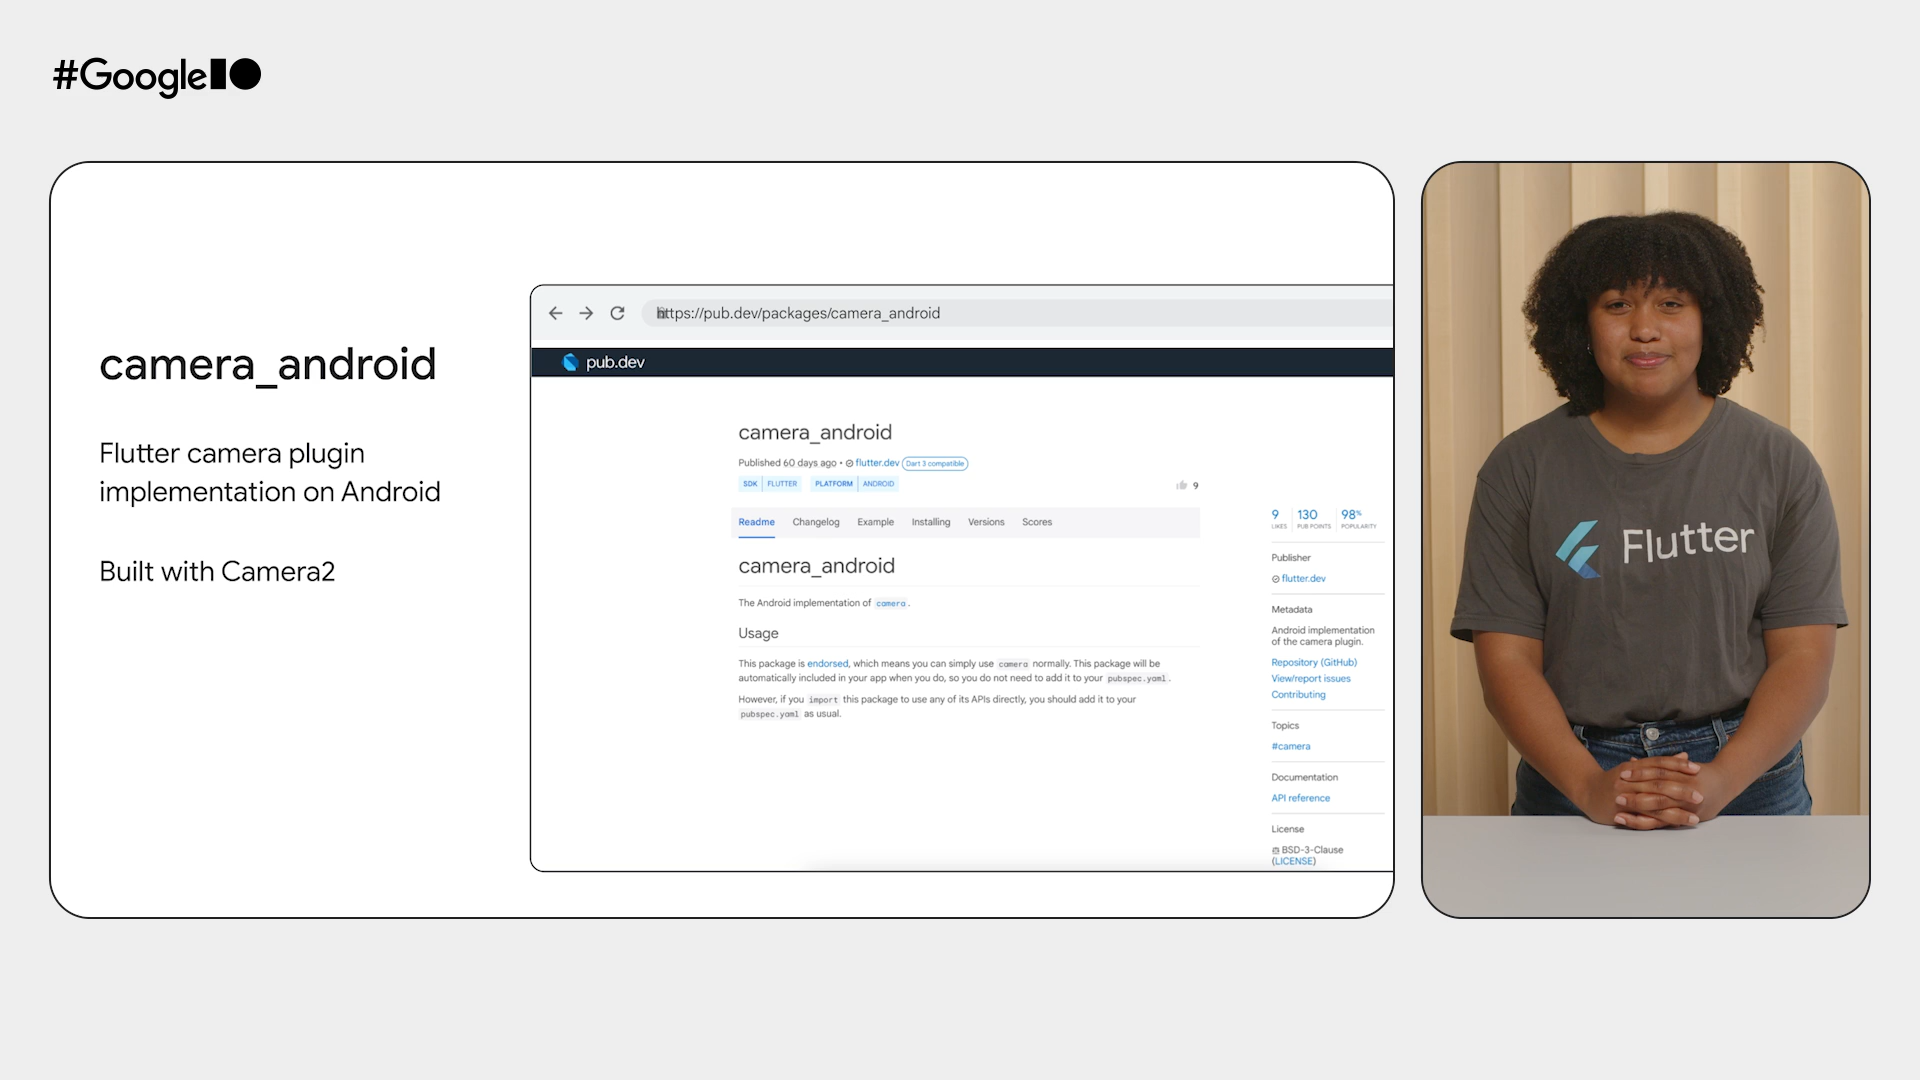 #GoogleIO
camera_android
Flutter camera plugin
implementation on Android
Built with Camera2
https://pub.dev/packages/camera_android
pub.dev
camera_android
Published 60 days ago • flutter.dev Dart 3 compatible
SDK FLUTTER PLATFORM ANDROID
9
Readme Changelog Example Installing Versions Scores
camera_android
The Android implementation of camera.
Usage
This package is endorsed, which means you can simply use camera normally. This package will be
automatically included in your app when you do, so you do not need to add it to your pubspec.yaml.
However, if you import this package to use any of its APIs directly, you should add it to your
pubspec.yaml as usual.
9 130 98%
LIKES PUB POINTS POPULARITY
Publisher
flutter.dev
Metadata
Android implementation
of the camera plugin.
Repository (GitHub)
View/report issues
Contributing
Topics
#camera
Documentation
API reference
License
BSD-3-Clause
(LICENSE)
Flutter